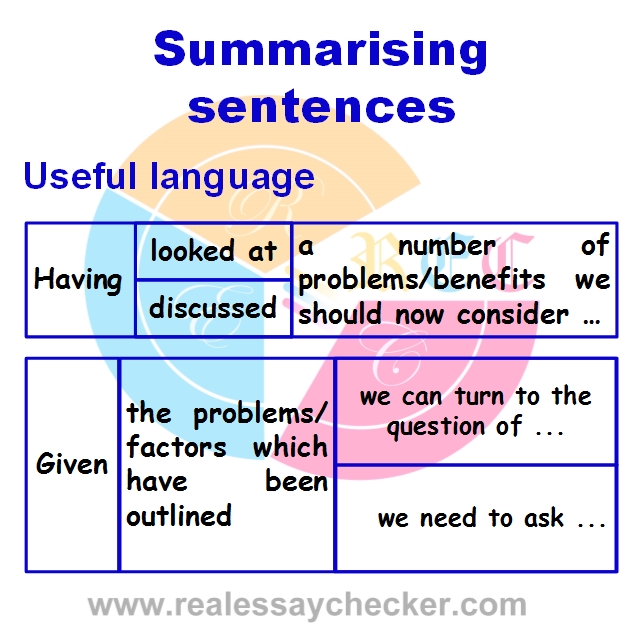 Summarising
sentences
Useful language
Having
looked at
discussed
a number of
problems/benefits we
should now consider ...
Given
the problems/
factors which
have been
outlined
we can turn to the
question of ...
we need to ask ...
R
R E C
E
C
www.realessaychecker.com